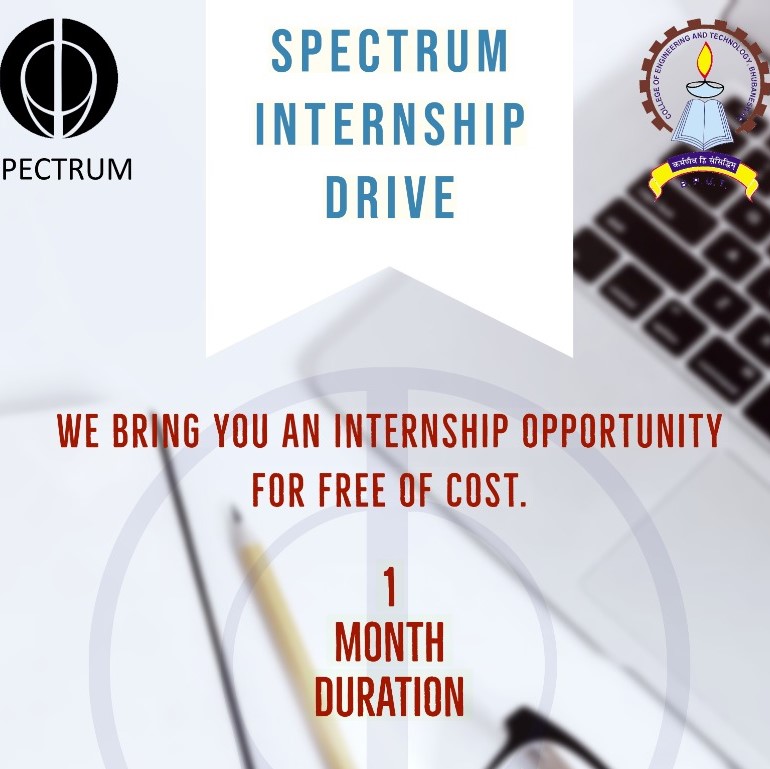 SPECTRUM
INTERNSHIP
DRIVE
PECTRUM
COLLEGE OF ENGINEERING AND TECHNOLOGY, BHUBANESWAR
कर्मणैव हि संसिद्धिम्
WE BRING YOU AN INTERNSHIP OPPORTUNITY
FOR FREE OF COST.
1
MONTH
DURATION